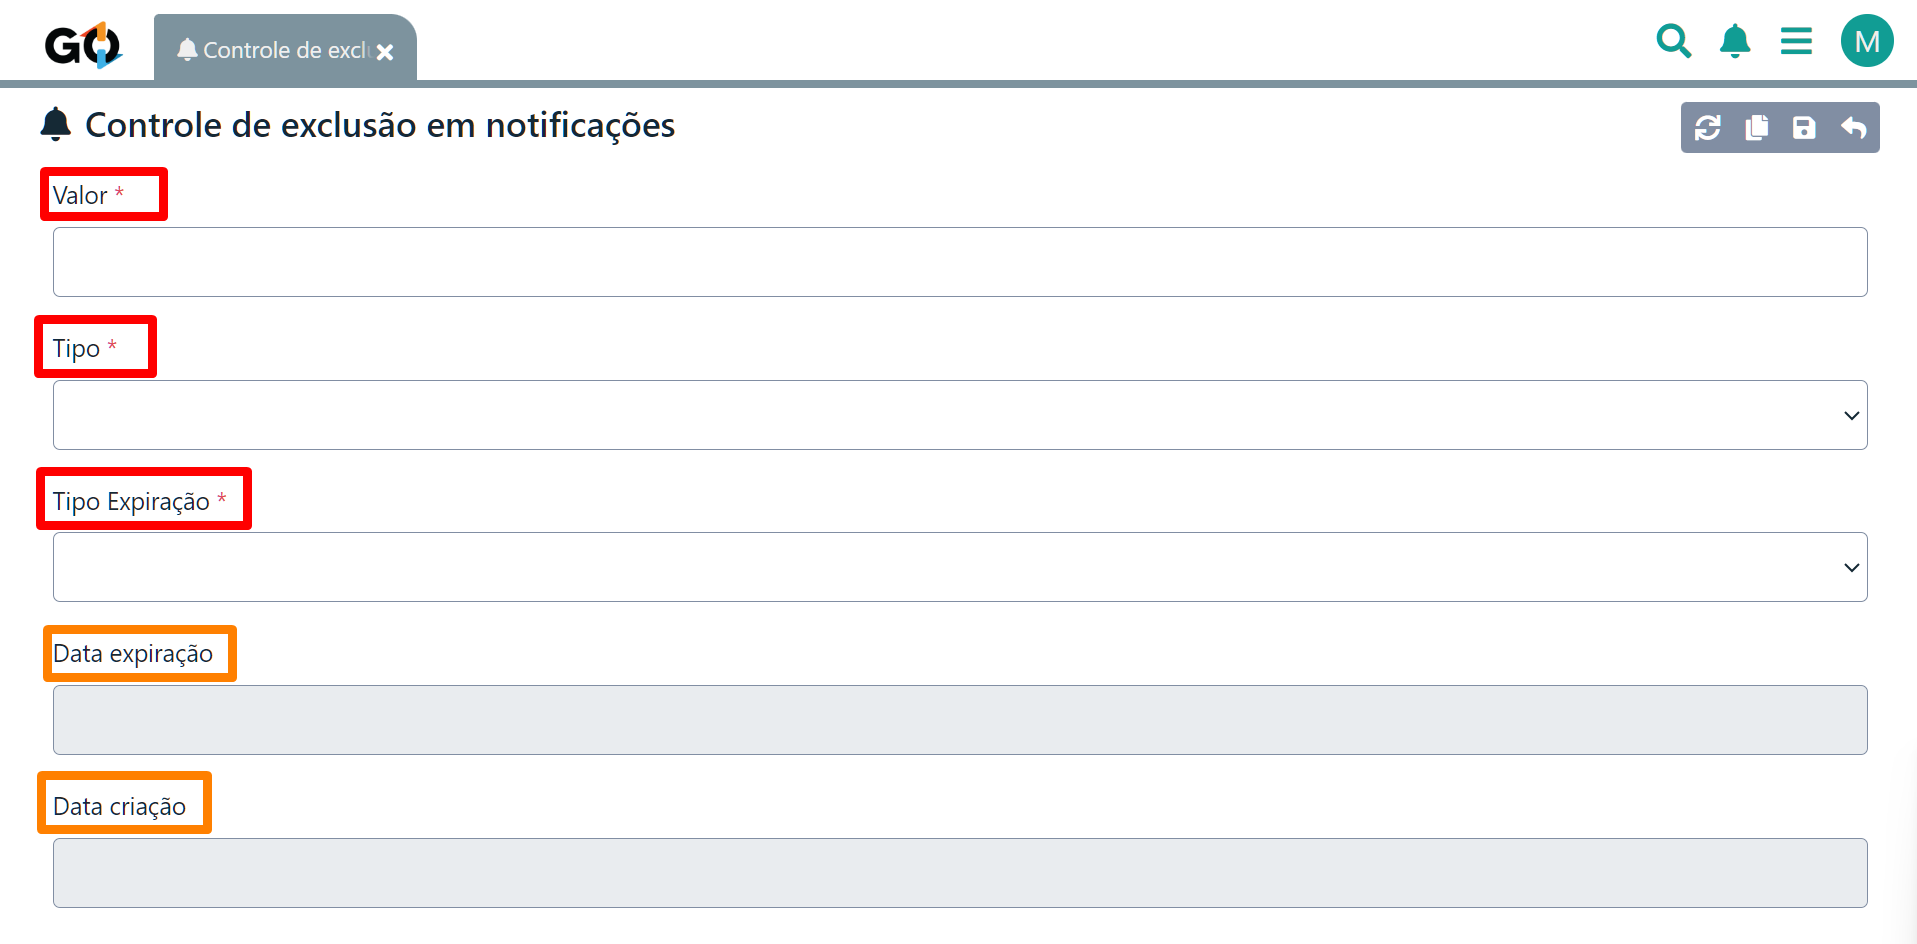 GO
Controle de excl
M
Controle de exclusão em notificações
Valor *
Tipo *
Tipo Expiração *
Data expiração
Data criação